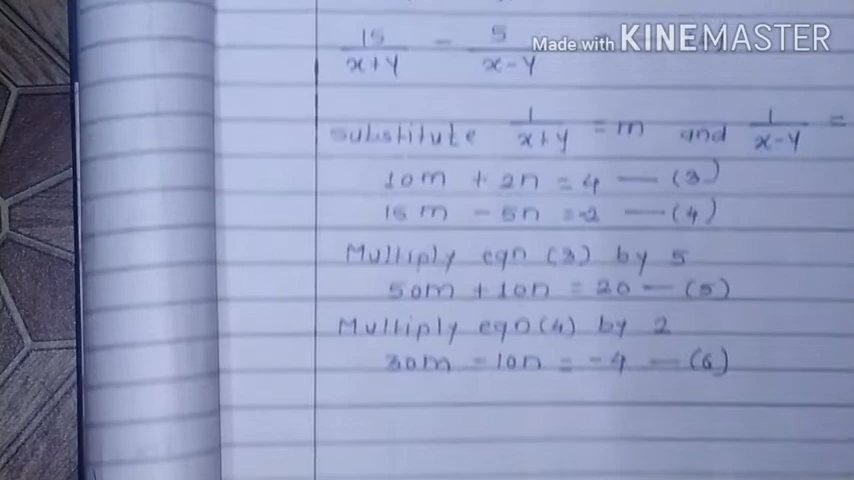 15/(x+y) - 5/(x-y)
Made with KINEMASTER
substitute 1/(x+y) = m and 1/(x-y) =
10m + 2n = 4 — (3)
15m - 5n = -2 — (4)
Multiply eqn (3) by 5
50m + 10n = 20 — (5)
Multiply eqn(4) by 2
30m - 10n = -4 — (6)